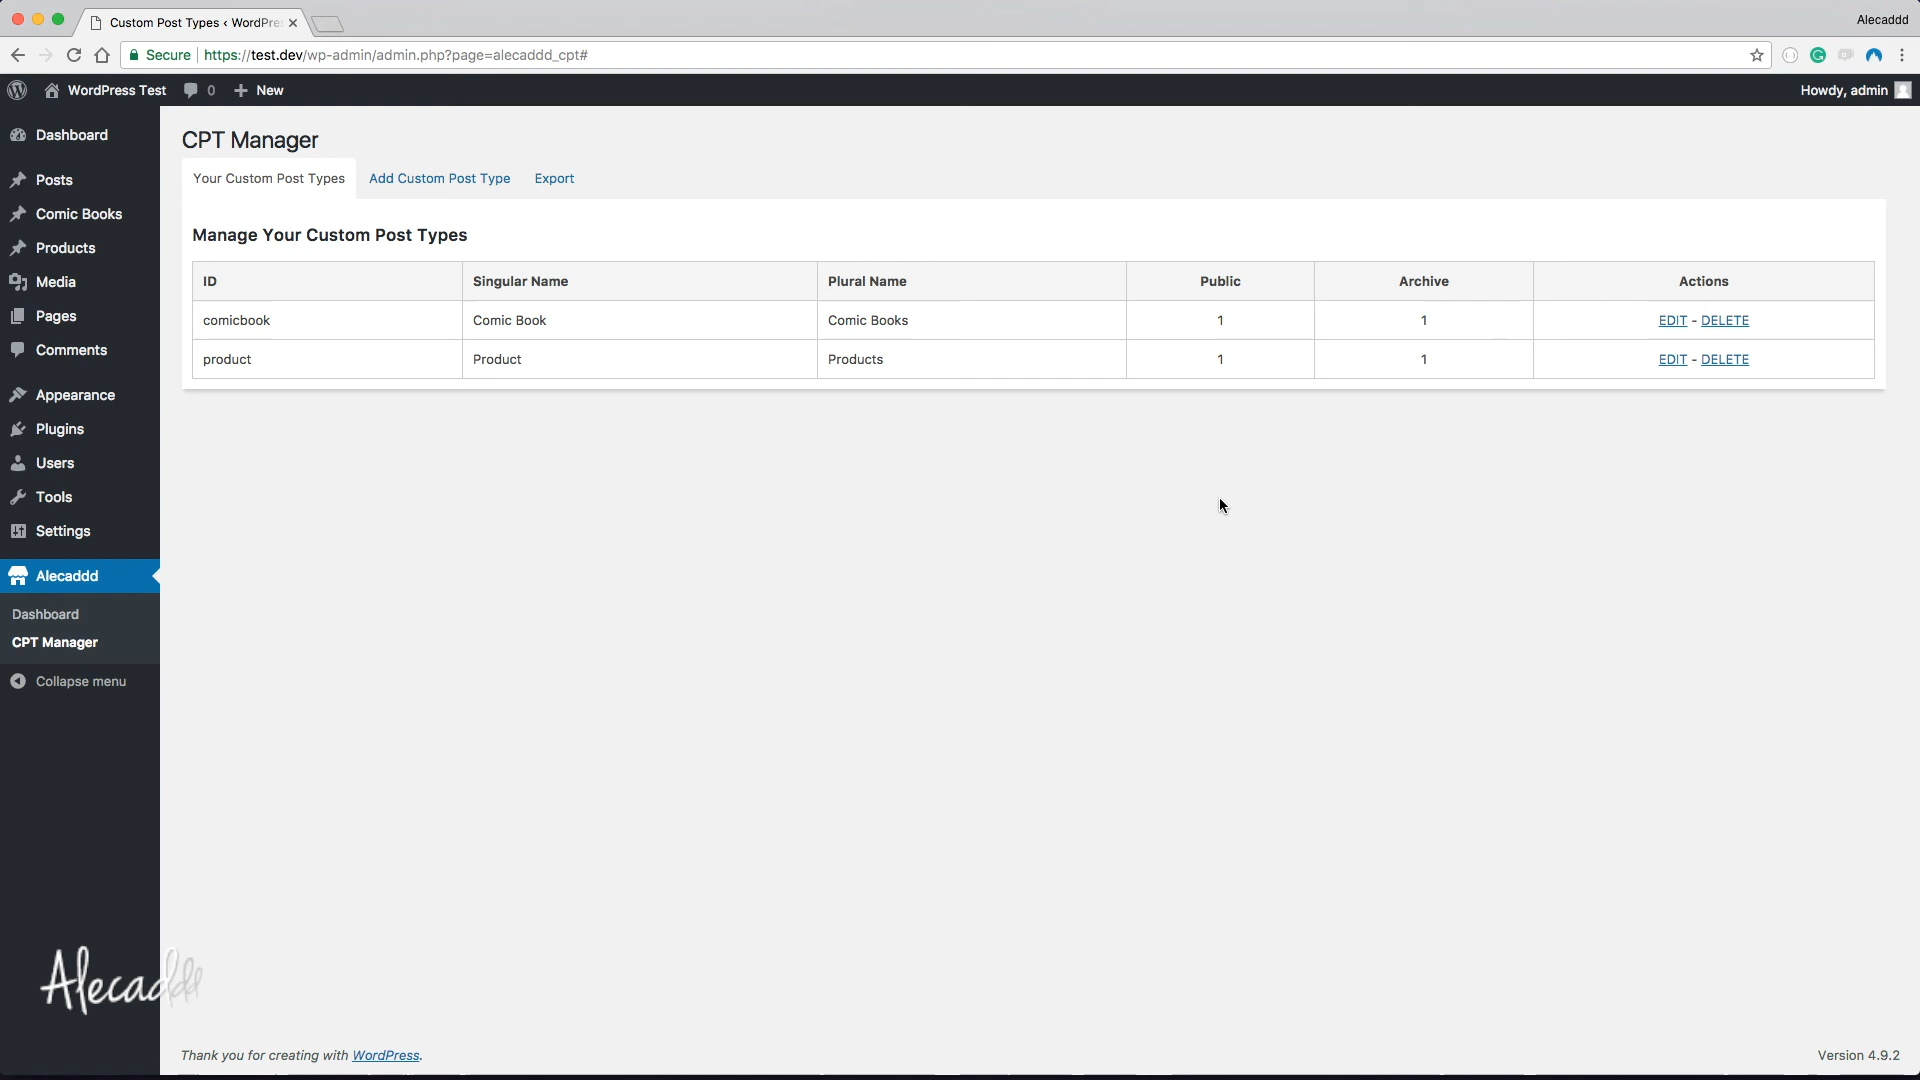 Custom Post Types ‹ WordPre
Alecaddd
Secure https://test.dev/wp-admin/admin.php?page=alecaddd_cpt#
WordPress Test 0 New
Howdy, admin
Dashboard
Posts
Comic Books
Products
Media
Pages
Comments
Appearance
Plugins
Users
Tools
Settings
Alecaddd
Dashboard
CPT Manager
Collapse menu
CPT Manager
Your Custom Post Types Add Custom Post Type Export
Manage Your Custom Post Types
ID Singular Name Plural Name Public Archive Actions
comicbook Comic Book Comic Books 1 1 EDIT - DELETE
product Product Products 1 1 EDIT - DELETE
Alecaddd
Thank you for creating with WordPress.
Version 4.9.2